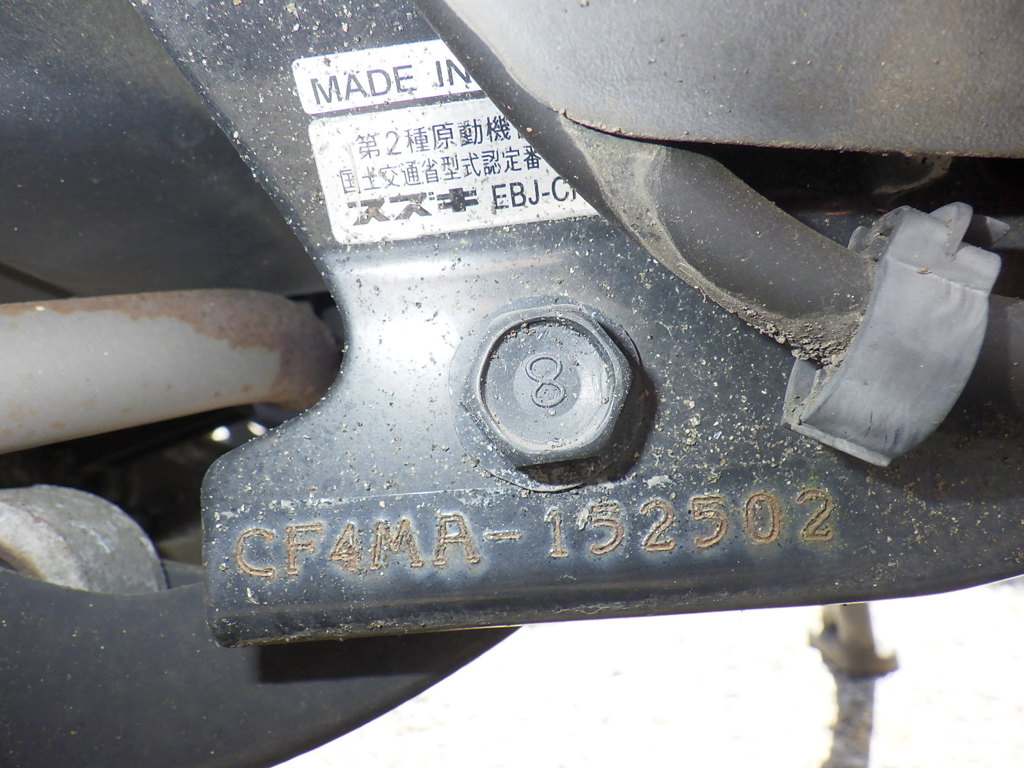 MADE IN
第2種原動機
国土交通省型式認定番
スズキ EBJ-C
8
CF4MA-152502